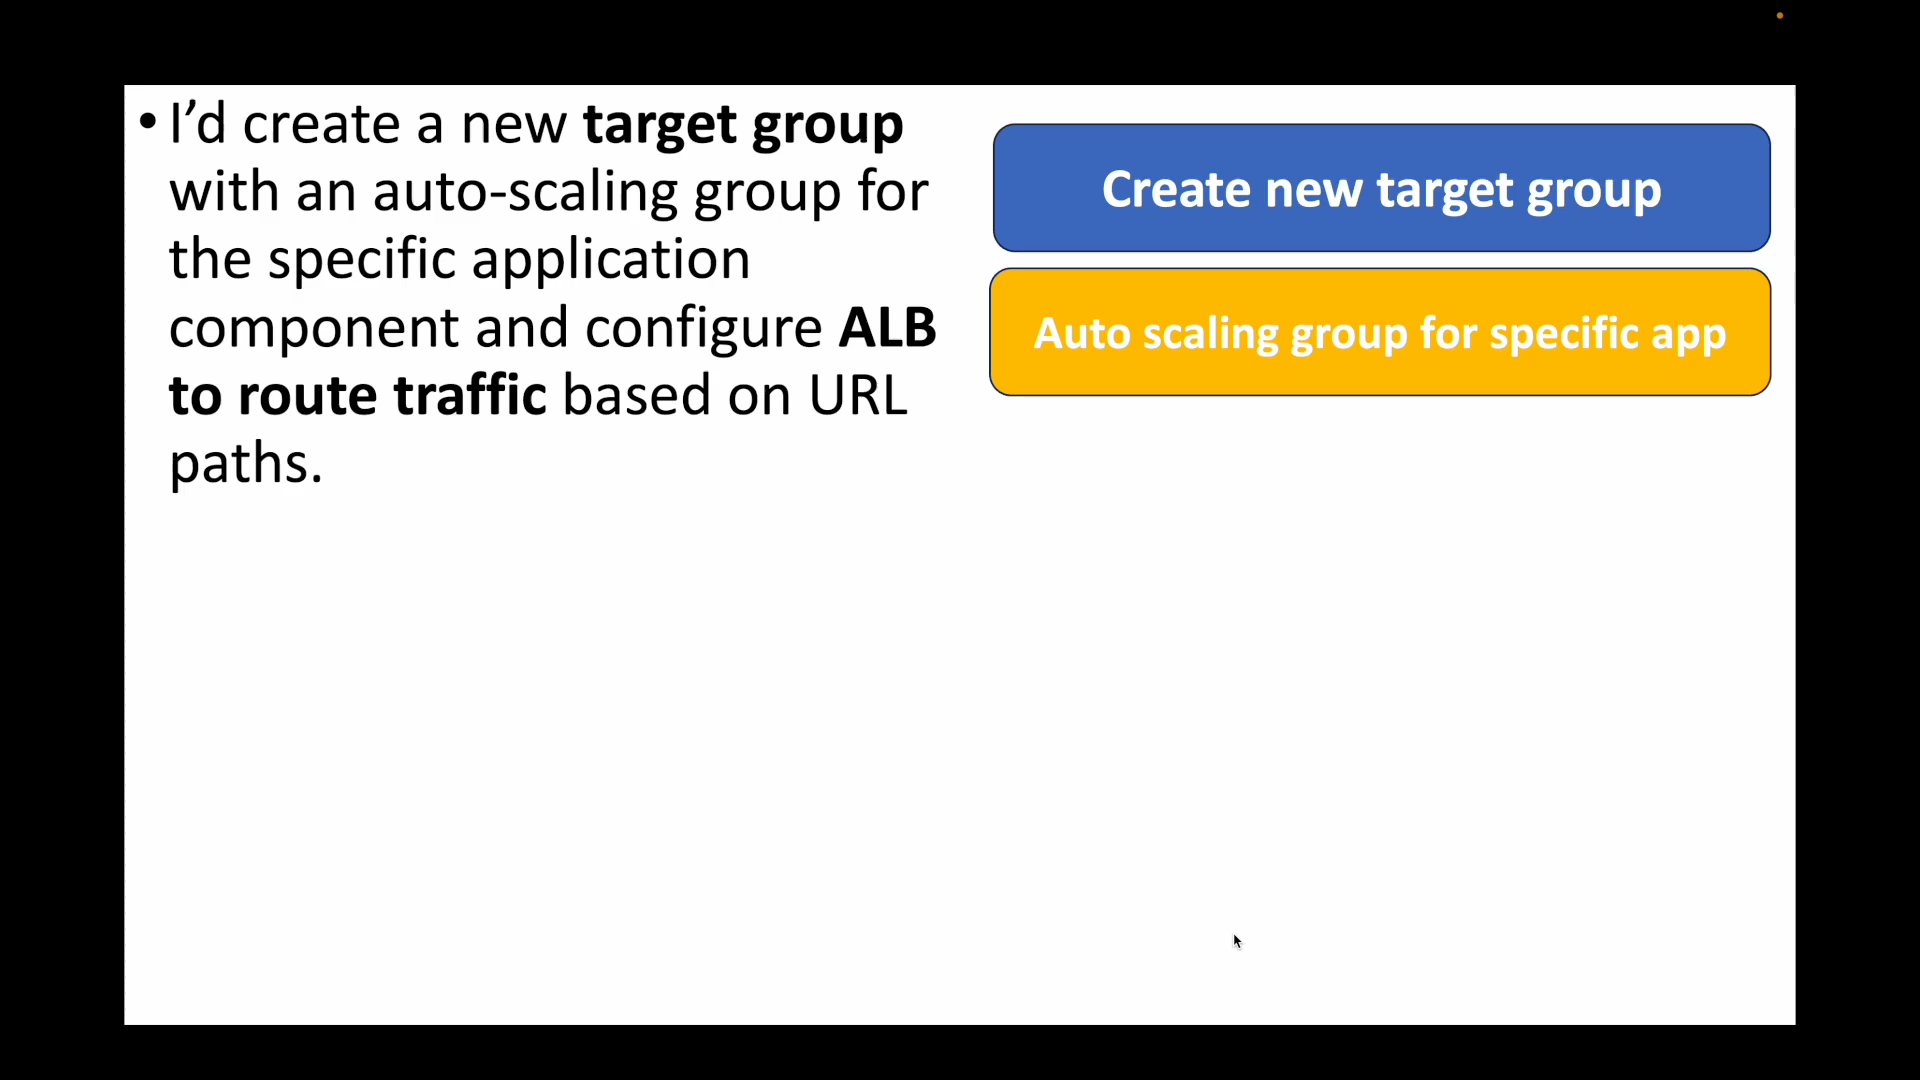 • I’d create a new target group
with an auto-scaling group for
the specific application
component and configure ALB
to route traffic based on URL
paths.
Create new target group
Auto scaling group for specific app